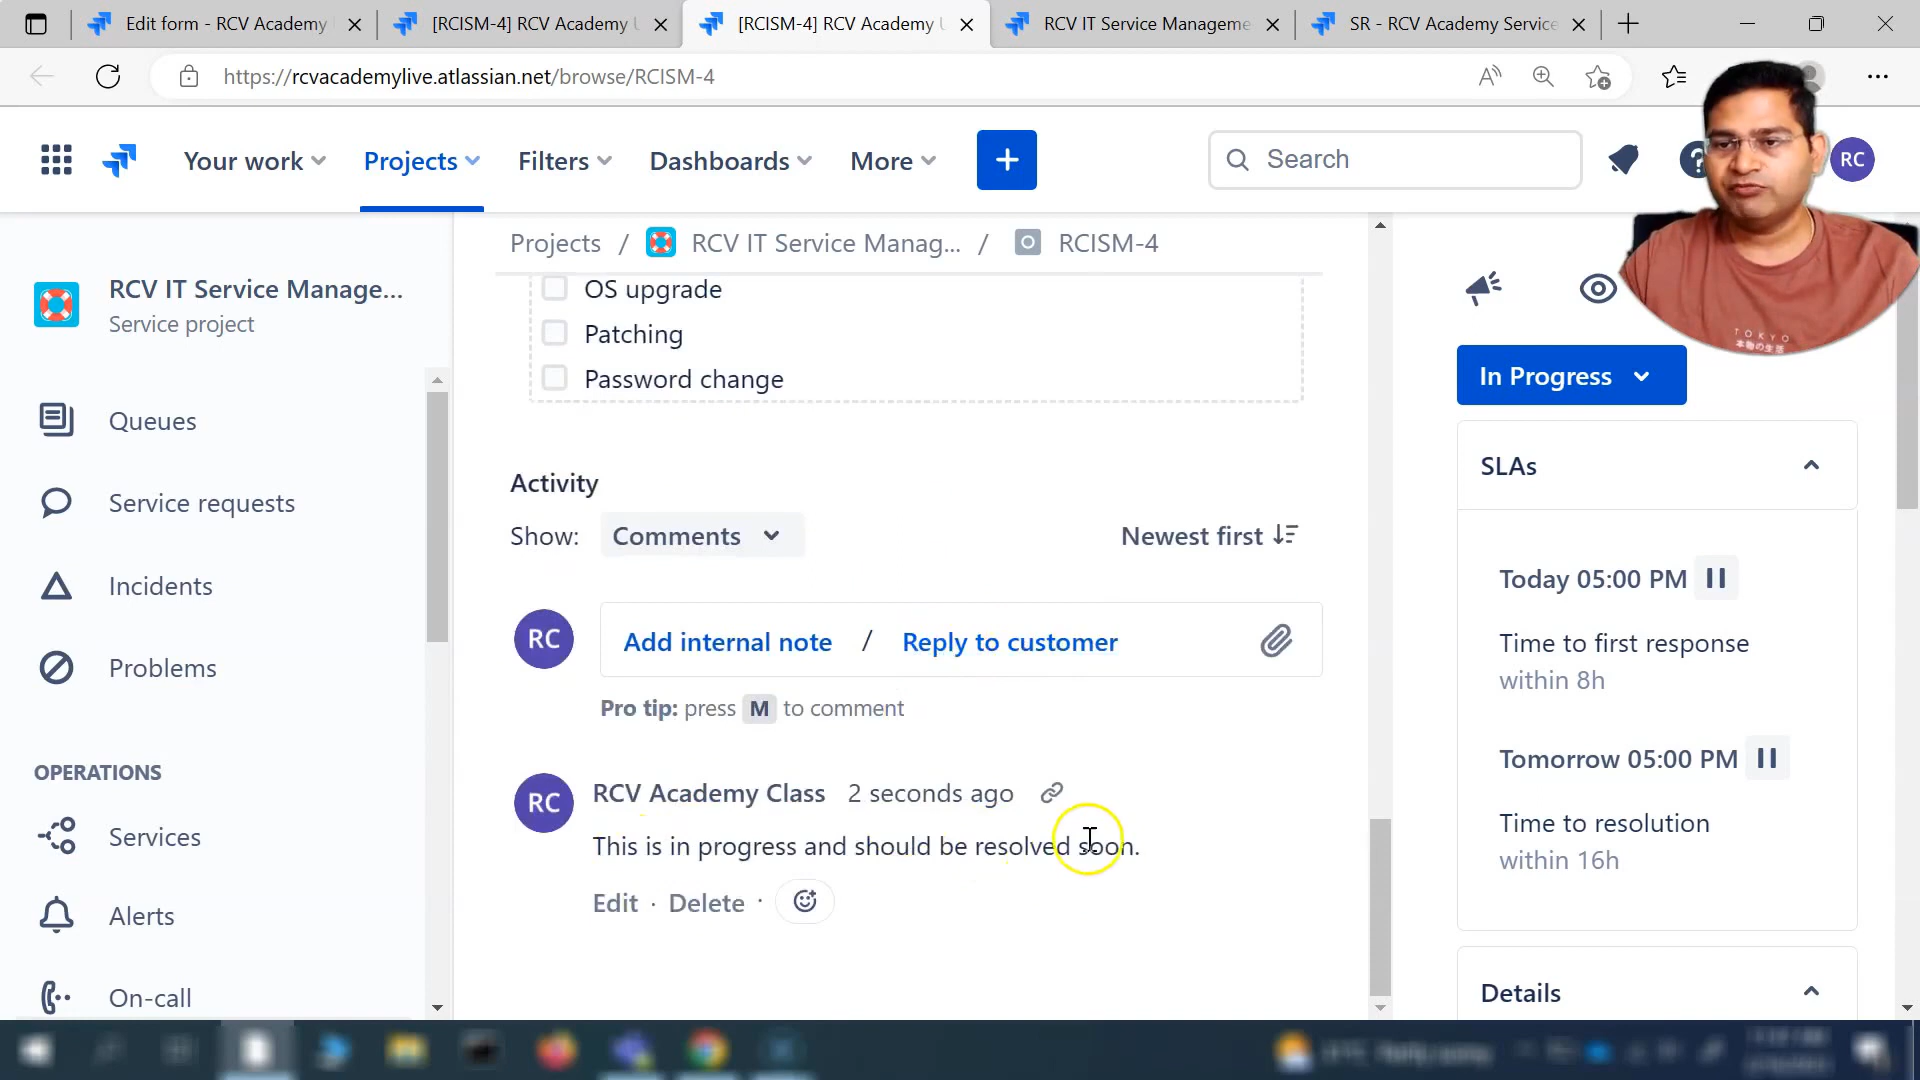 Edit form - RCV Academy
[RCISM-4] RCV Academy
[RCISM-4] RCV Academy
RCV IT Service Manageme
SR - RCV Academy Service
https://rcvacademylive.atlassian.net/browse/RCISM-4
Your work
Projects
Filters
Dashboards
More
Search
RC
Projects / RCV IT Service Manag... / RCISM-4
RCV IT Service Manage...
Service project
Queues
Service requests
Incidents
Problems
OPERATIONS
Services
Alerts
On-call
OS upgrade
Patching
Password change
Activity
Show: Comments
Newest first
RC
Add internal note / Reply to customer
Pro tip: press M to comment
RC
RCV Academy Class 2 seconds ago
This is in progress and should be resolved soon.
Edit · Delete ·
TOKYO
本物の生活
In Progress
SLAs
Today 05:00 PM
Time to first response
within 8h
Tomorrow 05:00 PM
Time to resolution
within 16h
Details